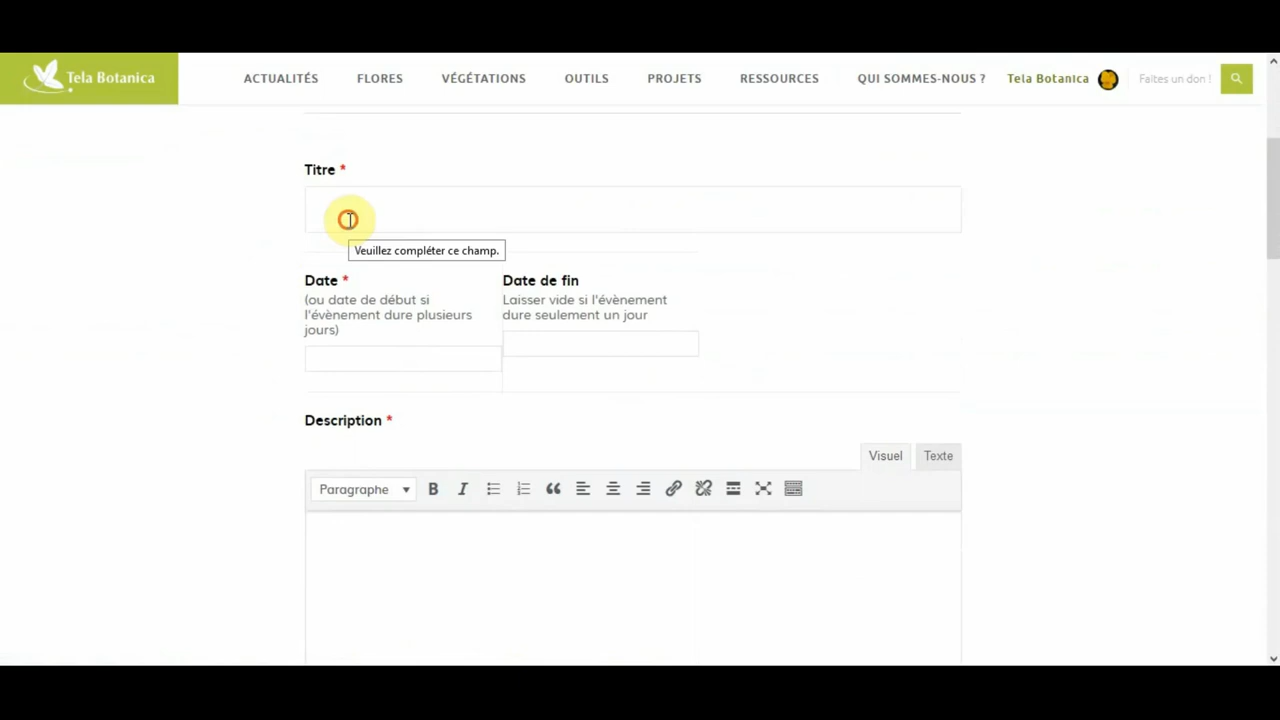 Tela Botanica
ACTUALITÉS FLORES VÉGÉTATIONS OUTILS PROJETS RESSOURCES QUI SOMMES-NOUS ? Tela Botanica Faites un don !
Titre *
Veuillez compléter ce champ.
Date *
(ou date de début si
l'évènement dure plusieurs
jours)
Date de fin
Laisser vide si l'évènement
dure seulement un jour
Description *
Visuel Texte
Paragraphe B I